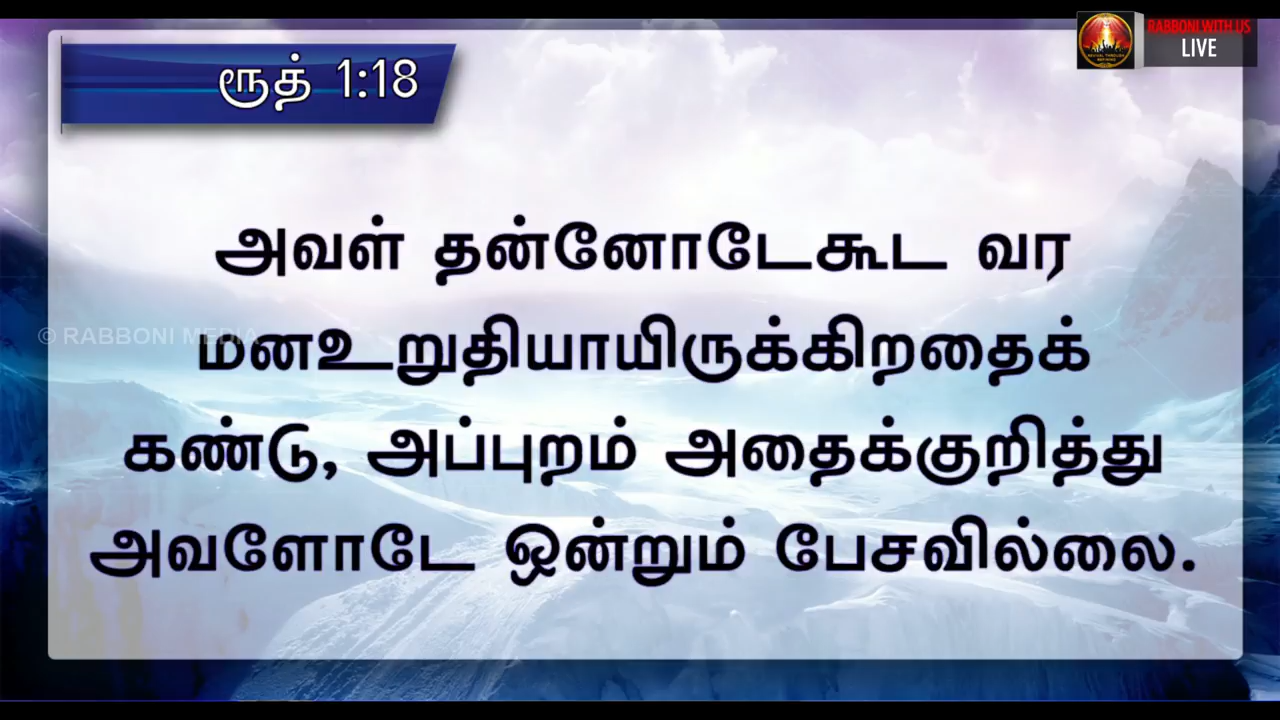 RABBONI WITH US
LIVE
ரூத் 1:18
அவள் தன்னோடேகூட வர
© RABBONI MEDIA
மனஉறுதியாயிருக்கிறதைக்
கண்டு, அப்புறம் அதைக்குறித்து
அவளோடே ஒன்றும் பேசவில்லை.